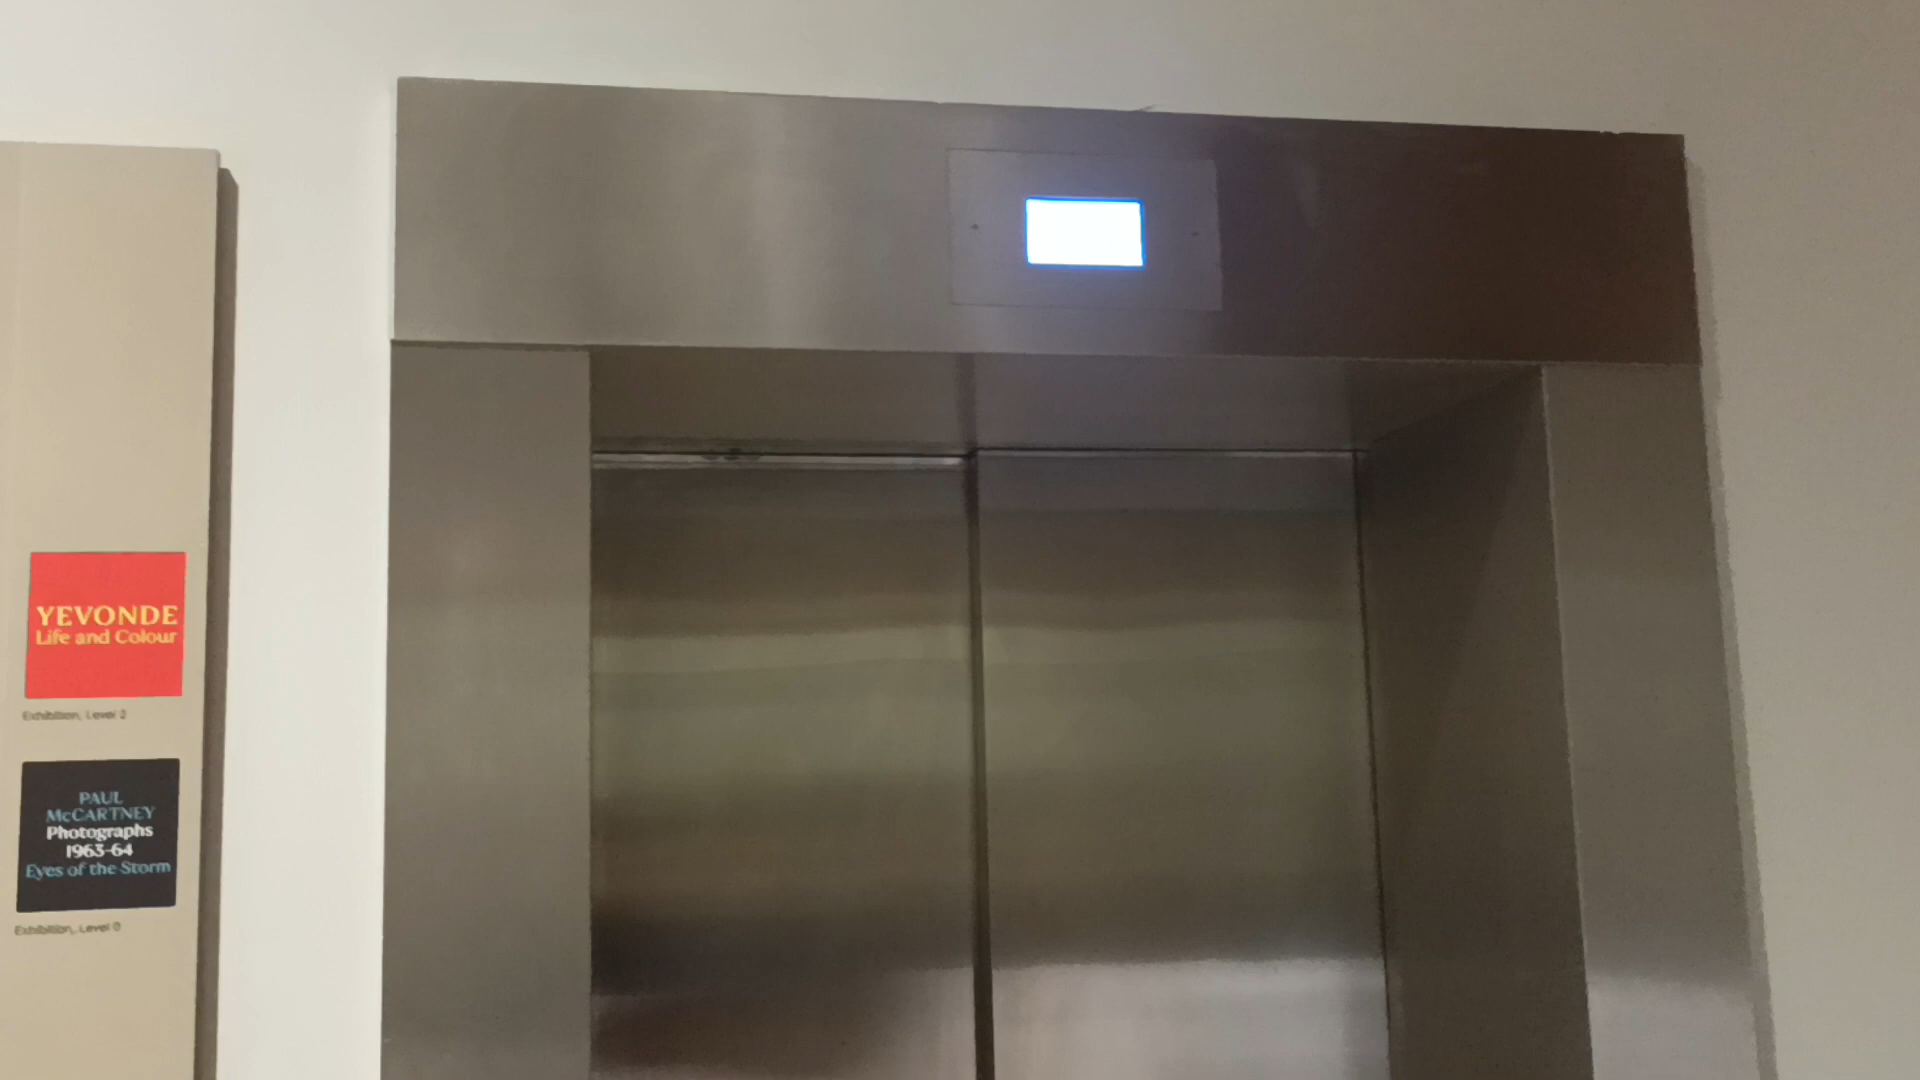 YEVONDE
Life and Colour
Exhibition, Level 2
PAUL
McCARTNEY
Photographs
1963-64
Eyes of the Storm
Exhibition, Level 0